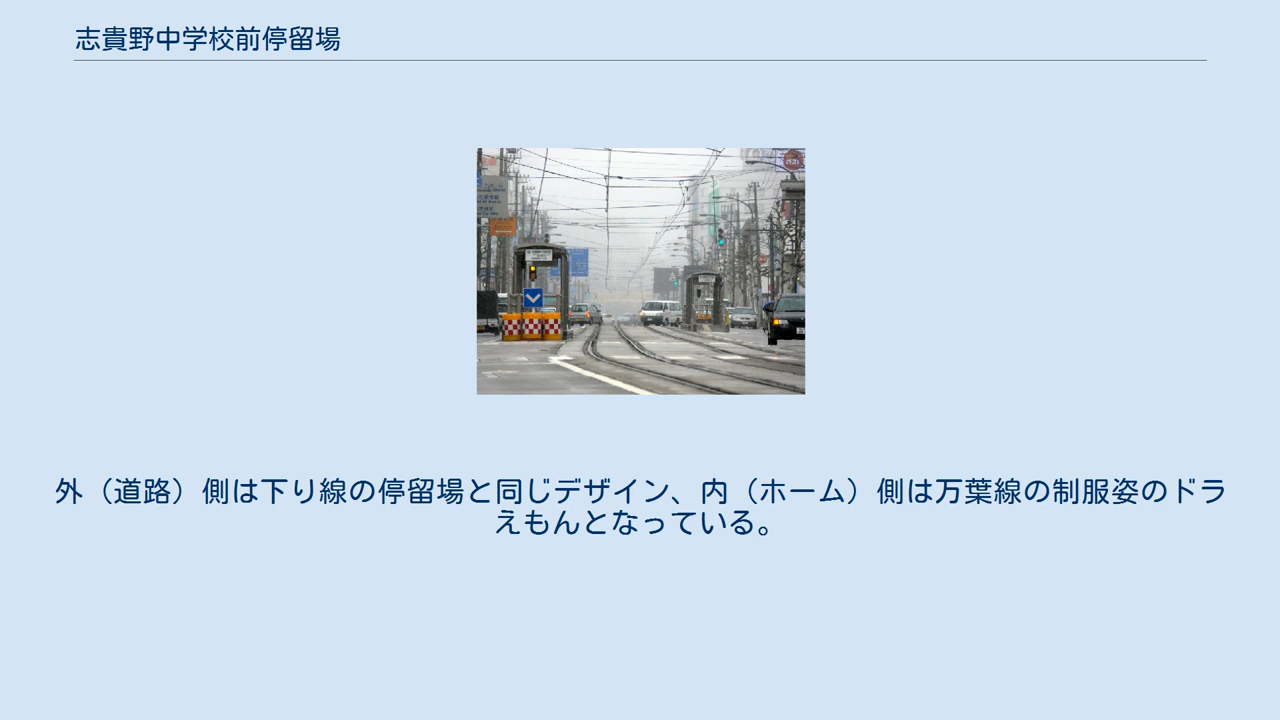 志貴野中学校前停留場
外（道路）側は下り線の停留場と同じデザイン、内（ホーム）側は万葉線の制服姿のドラ
えもんとなっている。